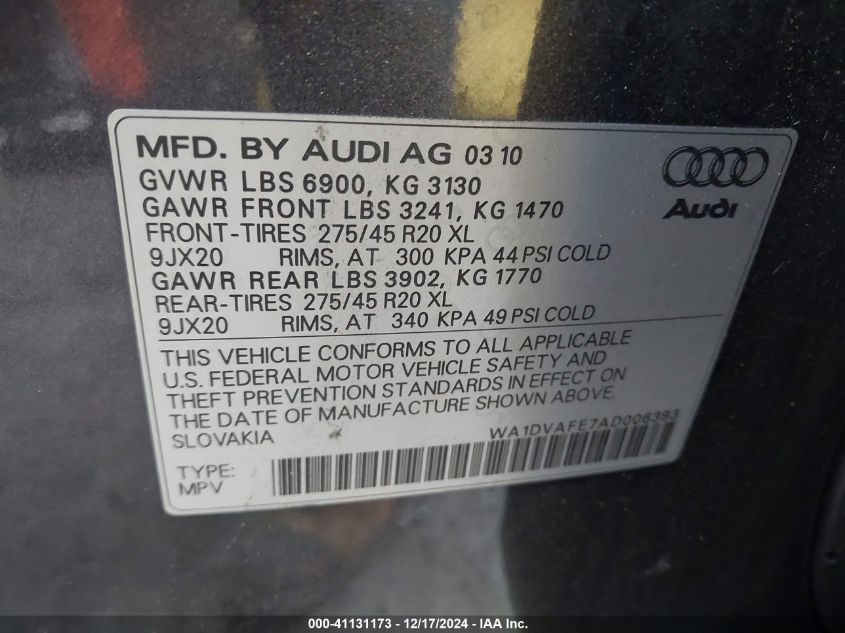 MFD. BY AUDI AG 03 10
GVWR LBS 6900, KG 3130
GAWR FRONT LBS 3241, KG 1470
FRONT-TIRES 275/45 R20 XL
9JX20 RIMS, AT 300 KPA 44 PSI COLD
GAWR REAR LBS 3902, KG 1770
REAR-TIRES 275/45 R20 XL
9JX20 RIMS, AT 340 KPA 49 PSI COLD
Audi
THIS VEHICLE CONFORMS TO ALL APPLICABLE
U.S. FEDERAL MOTOR VEHICLE SAFETY AND
THEFT PREVENTION STANDARDS IN EFFECT ON
THE DATE OF MANUFACTURE SHOWN ABOVE.
SLOVAKIA WA1DVAFE7AD006393
TYPE:
MPV
000-41131173 - 12/17/2024 - IAA Inc.